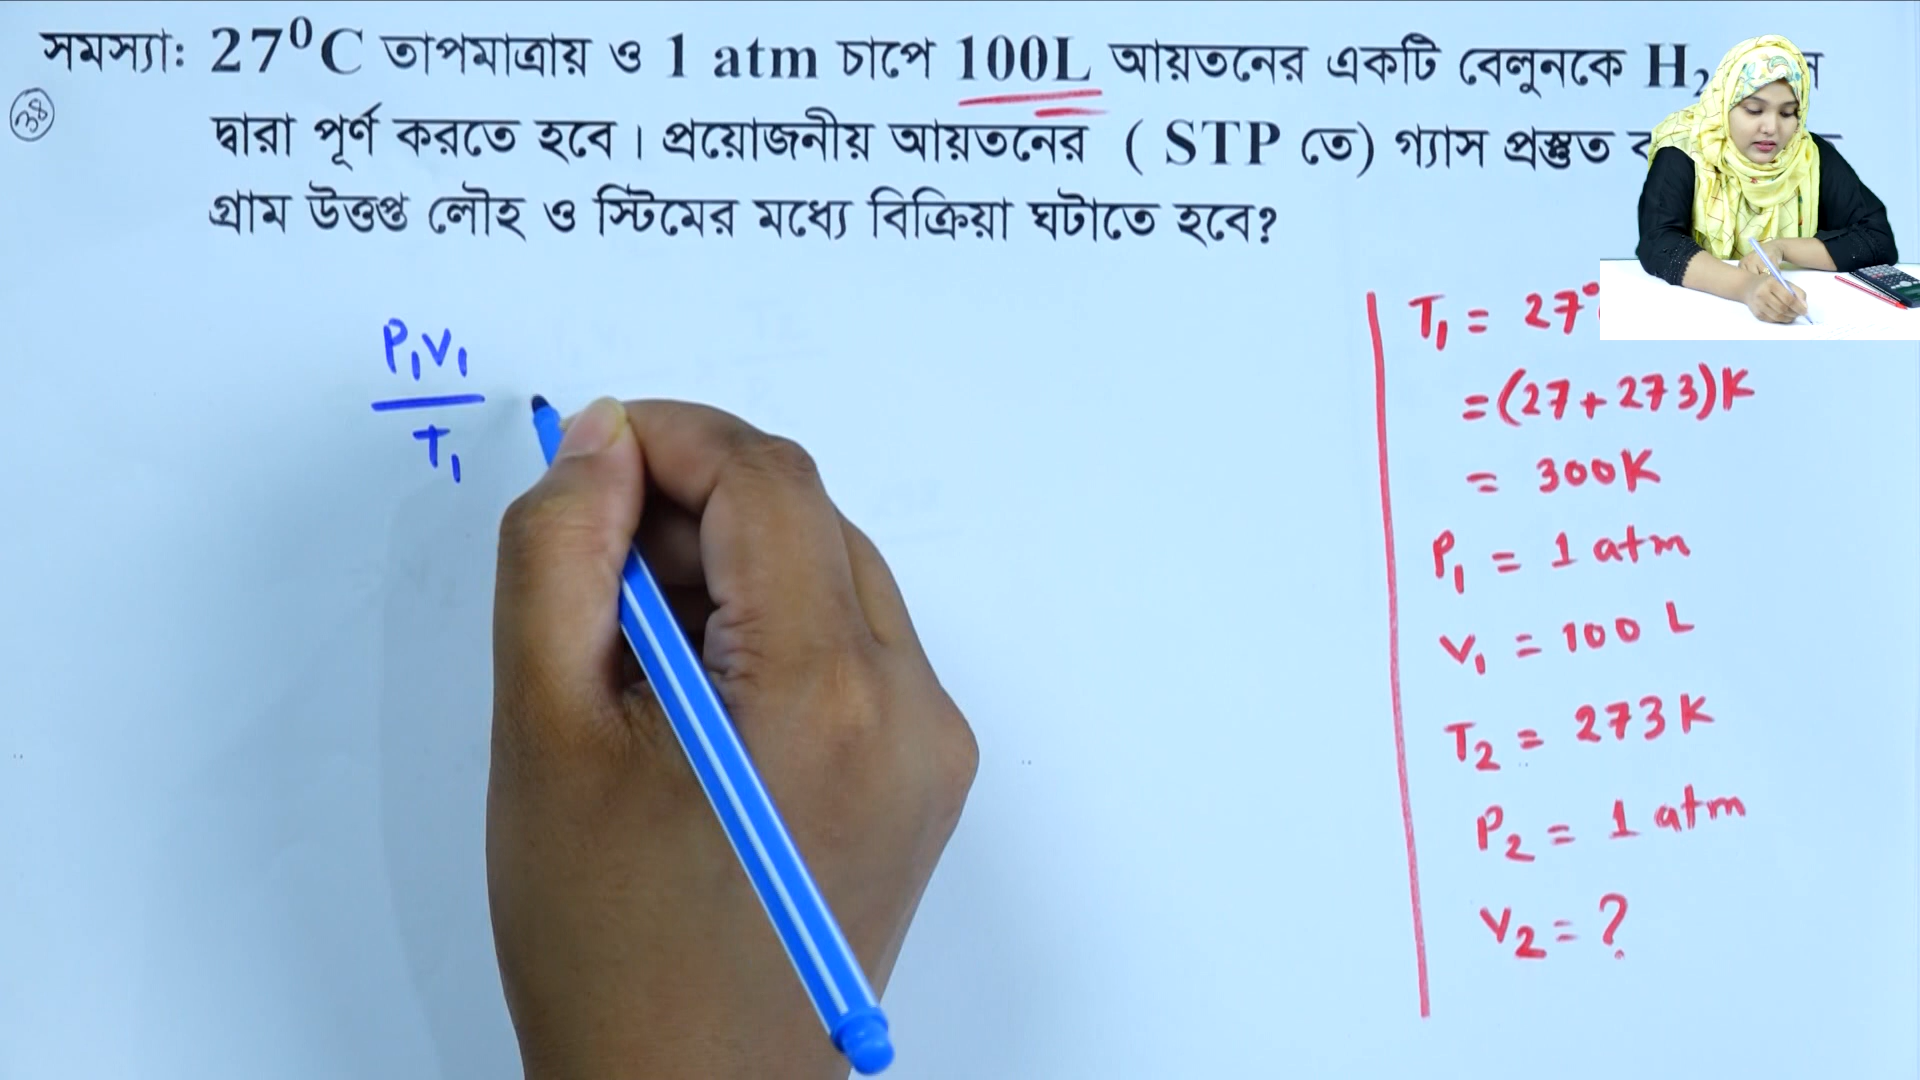 সমস্যা: 27⁰C তাপমাত্রায় ও 1 atm চাপে 100L আয়তনের একটি বেলুনকে H₂
দ্বারা পূর্ণ করতে হবে। প্রয়োজনীয় আয়তনের ( STP তে) গ্যাস প্রস্তুত
গ্রাম উত্তপ্ত লৌহ ও স্টিমের মধ্যে বিক্রিয়া ঘটাতে হবে?
P₁V₁
T₁
T₁ = 27°
=(27+273)K
= 300K
P₁ = 1 atm
V₁ = 100 L
T₂ = 273K
P₂ = 1 atm
V₂ = ?